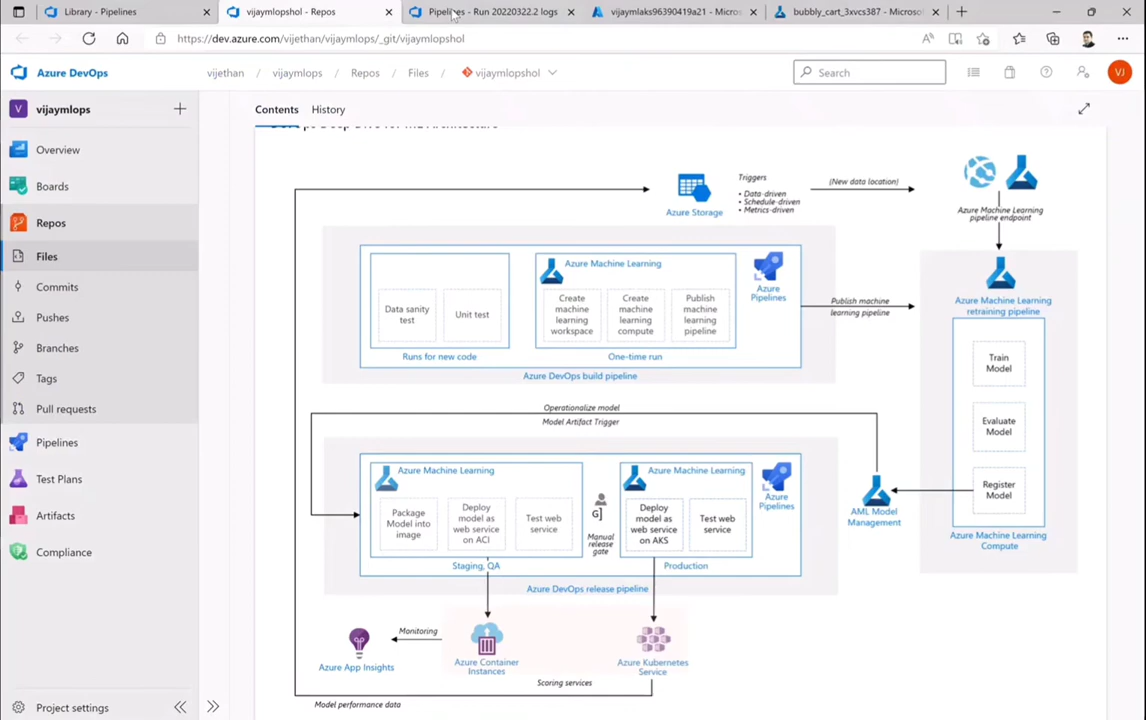 Library - Pipelines
vijaymlopshol - Repos
Pipelines - Run 20220322.2 logs
vijaymlaks96390419a21 - Micros
bubbly_cart_3xvcs387 - Microsof
https://dev.azure.com/vijethan/vijaymlops/_git/vijaymlopshol
Azure DevOps
vijethan / vijaymlops / Repos / Files / vijaymlopshol
Search
VJ
V vijaymlops
Overview
Boards
Repos
Files
Commits
Pushes
Branches
Tags
Pull requests
Pipelines
Test Plans
Artifacts
Compliance
Project settings
Contents
History
Azure Storage
Triggers
• Data-driven
• Schedule-driven
• Metrics-driven
(New data location)
Azure Machine Learning
pipeline endpoint
Data sanity
test
Unit test
Runs for new code
Azure Machine Learning
Create
machine
learning
workspace
Create
machine
learning
compute
Publish
machine
learning
pipeline
One-time run
Azure
Pipelines
Azure DevOps build pipeline
Publish machine
learning pipeline
Azure Machine Learning
retraining pipeline
Train
Model
Evaluate
Model
Register
Model
Azure Machine Learning
Compute
AML Model
Management
Operationalize model
Model Artifact Trigger
Azure Machine Learning
Package
Model into
image
Deploy
model as
web service
on ACI
Test web
service
Staging, QA
G]
Manual
release
gate
Azure Machine Learning
Deploy
model as
web service
on AKS
Test web
service
Production
Azure
Pipelines
Azure DevOps release pipeline
Monitoring
Azure App Insights
Azure Container
Instances
Azure Kubernetes
Service
Scoring services
Model performance data